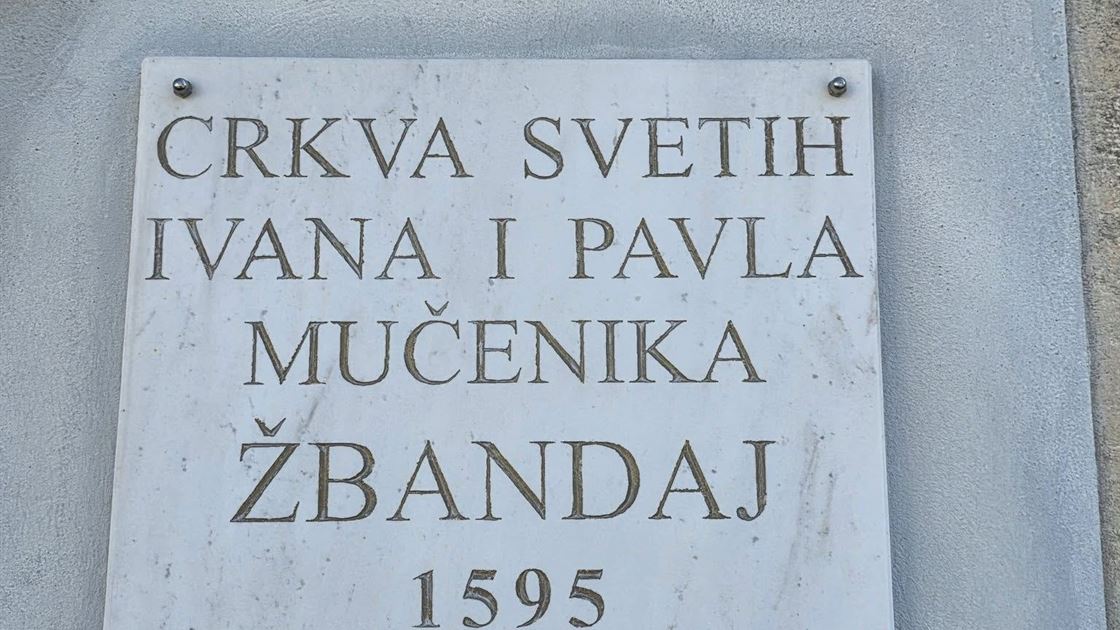 CRKVA SVETIH
IVANA I PAVLA
MUČENIKA
ŽBANDAJ
1595